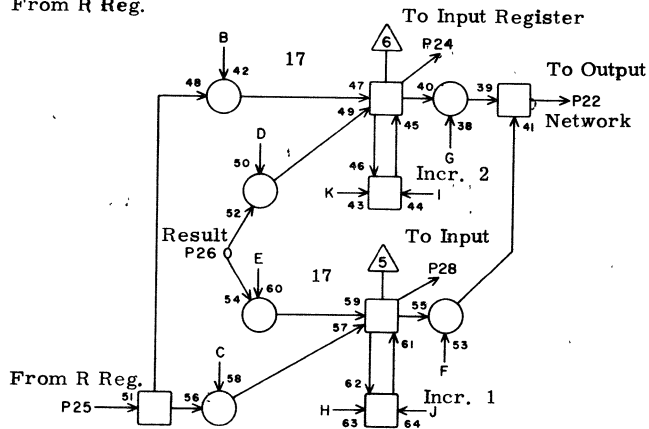 From R Reg.
To Input Register
6
P24
B
17
42
48
47
49
40
39
To Output
P22
41
Network
45
38
G
D
50
46
Incr. 2
K
43
44
I
52
Result
P26
To Input
E
17
5
P28
54
60
59
57
55
53
61
F
C
58
62
From R Reg.
51
56
P25
Incr. 1
H
J
63
64